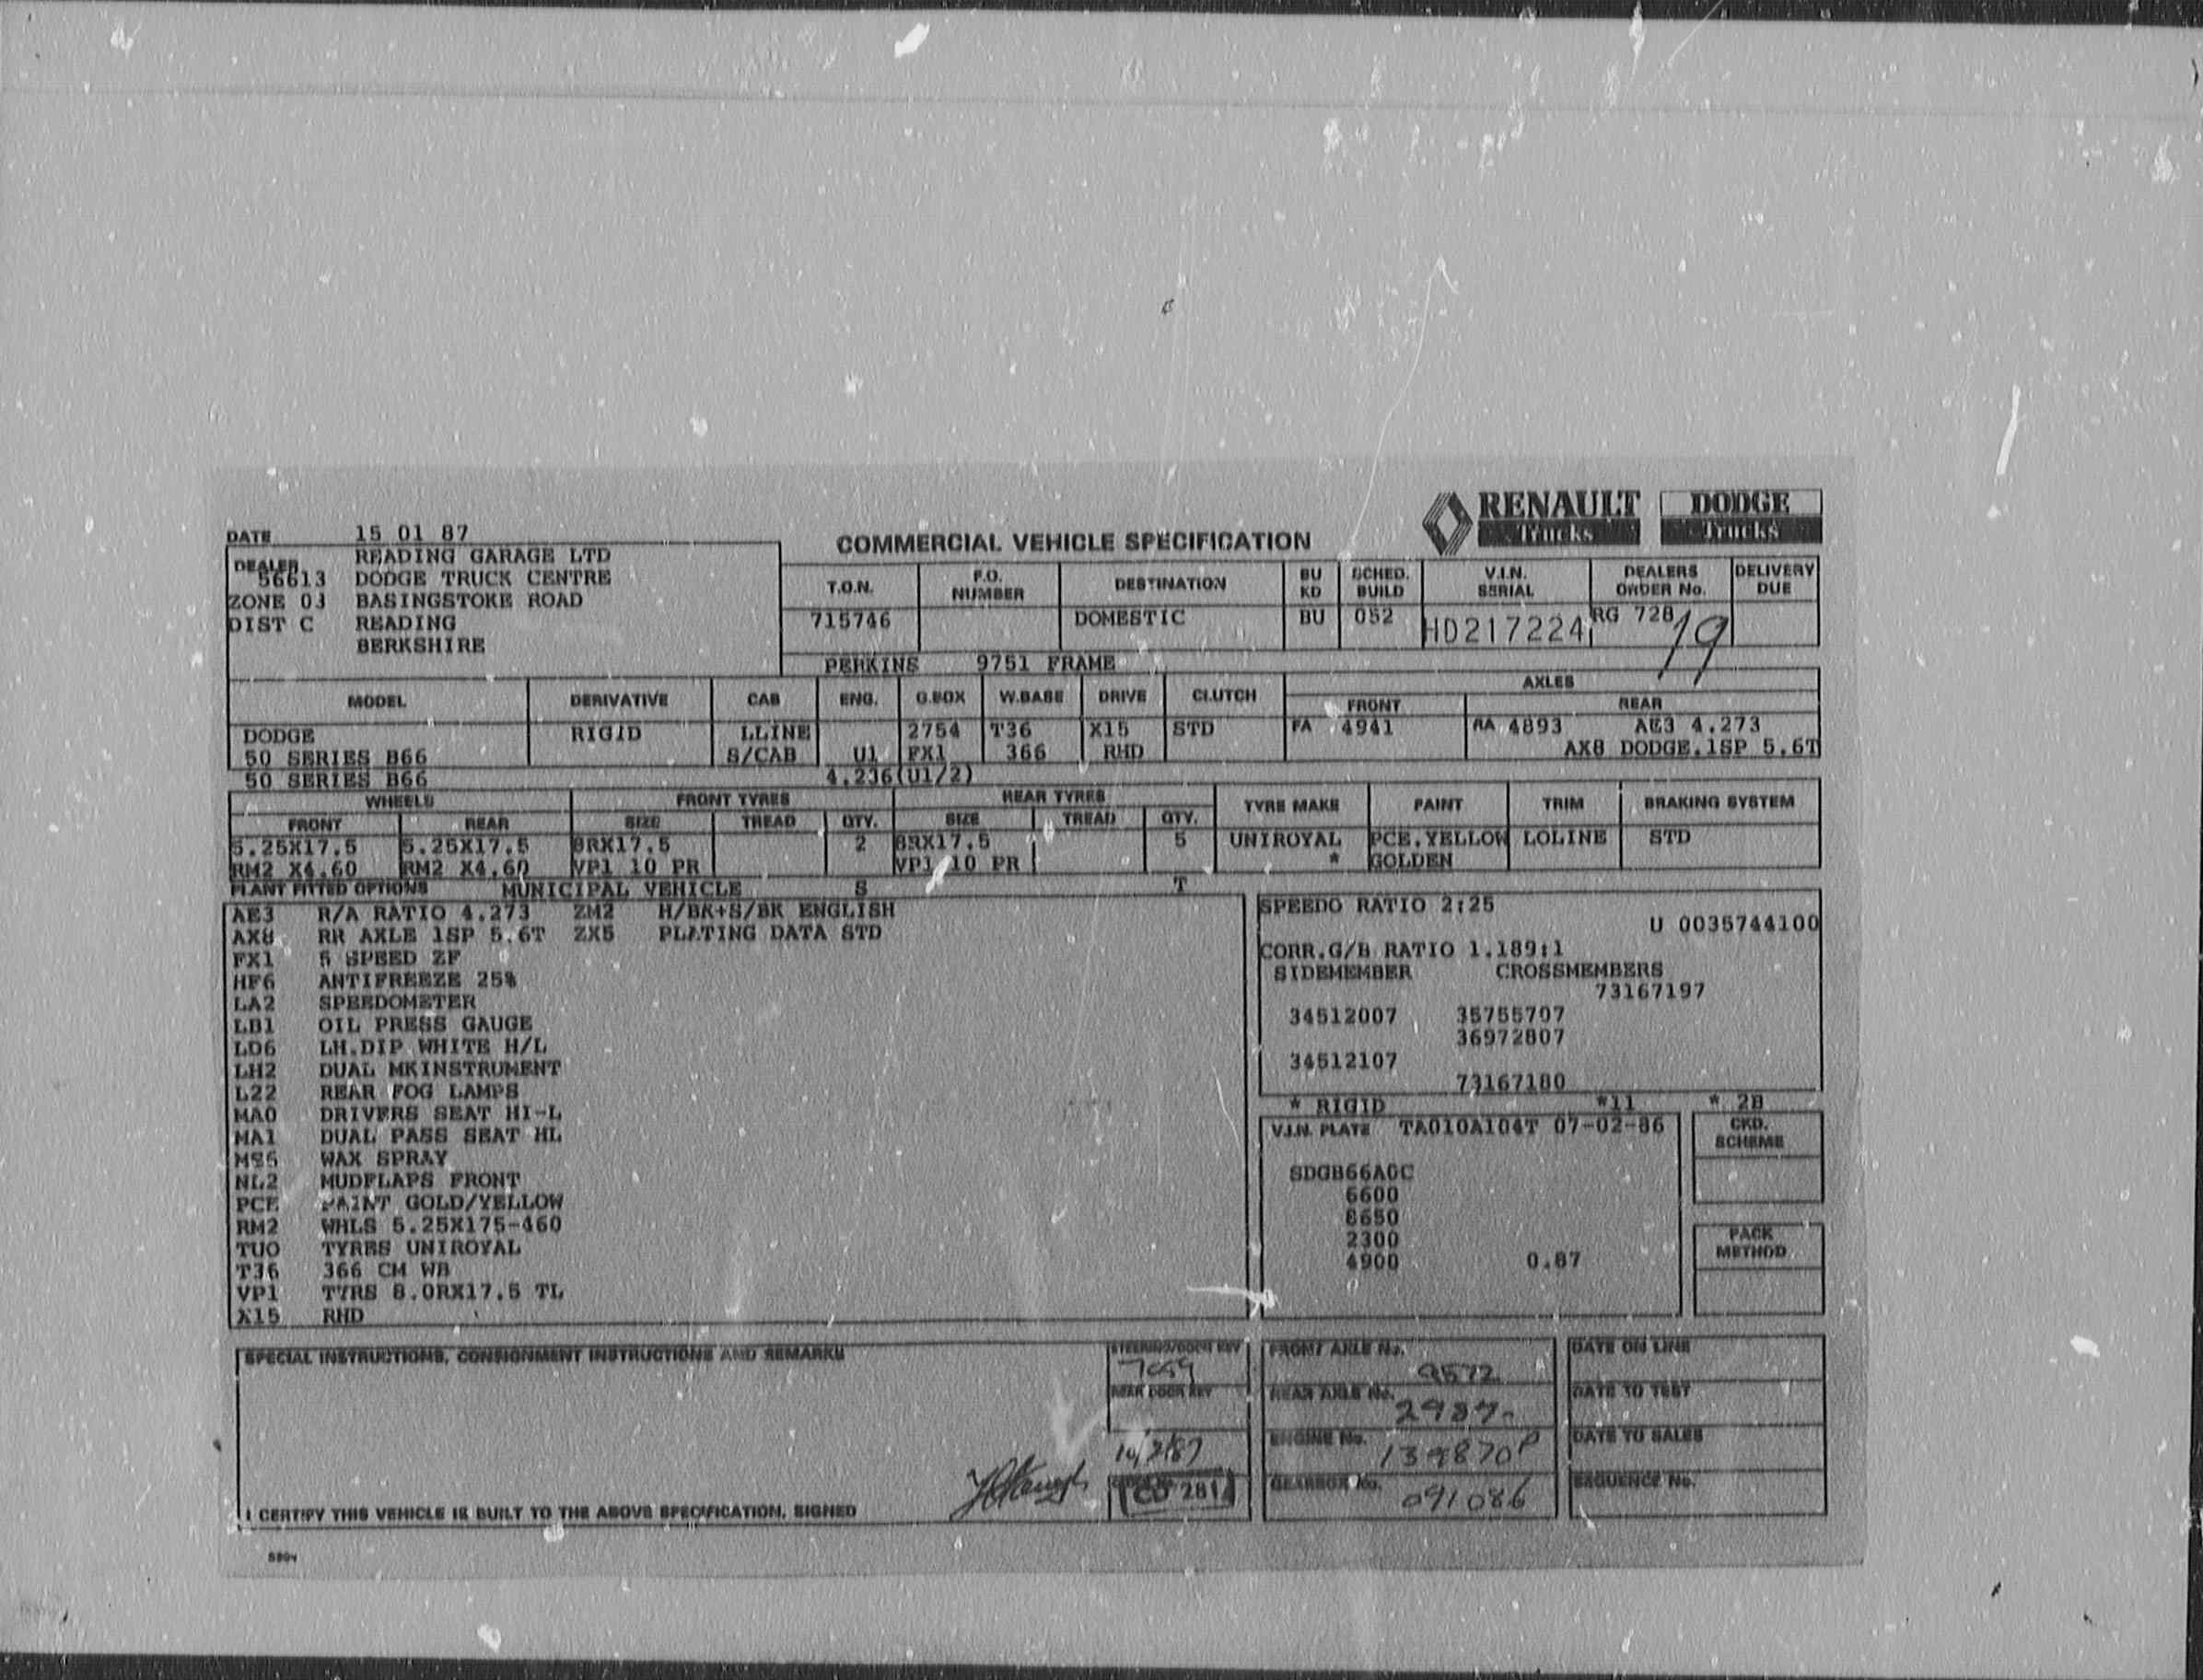 RENAULT Trucks DODGE Trucks
DATE 15 01 87
COMMERCIAL VEHICLE SPECIFICATION
DEALER READING GARAGE LTD
56613 DODGE TRUCK CENTRE
ZONE 03 BASINGSTOKE ROAD
DIST C READING
BERKSHIRE
T.O.N. F.O. NUMBER DESTINATION BU KD SCHED. BUILD V.I.N. SERIAL DEALERS ORDER No. DELIVERY DUE
715746 DOMESTIC BU 052 HD217224 RG 728 19
PERKINS 9751 FRAME
MODEL DERIVATIVE CAB ENG. G.BOX W.BASE DRIVE CLUTCH AXLES
FRONT REAR
DODGE RIGID LLINE 2754 T36 X15 STD FA 4941 RA 4893 AE3 4.273
50 SERIES B66 S/CAB U1 FX1 366 RHD AX8 DODGE.1SP 5.6T
50 SERIES B66 4.236(U1/2)
WHEELS FRONT TYRES REAR TYRES TYRE MAKE PAINT TRIM BRAKING SYSTEM
FRONT REAR SIZE TREAD QTY. SIZE TREAD QTY.
5.25X17.5 5.25X17.5 8RX17.5 2 8RX17.5 5 UNIROYAL PCE.YELLOW LOLINE STD
RM2 X4.60 RM2 X4.60 VP1 10 PR VP1 10 PR * GOLDEN
PLANT FITTED OPTIONS MUNICIPAL VEHICLE S T
AE3 R/A RATIO 4.273 ZM2 H/BK+S/BK ENGLISH
AX8 RR AXLE 1SP 5.6T ZX5 PLATING DATA STD
FX1 5 SPEED ZF
HF6 ANTIFREEZE 25%
LA2 SPEEDOMETER
LB1 OIL PRESS GAUGE
LD6 LH.DIP WHITE H/L
LH2 DUAL MKINSTRUMENT
L22 REAR FOG LAMPS
MA0 DRIVERS SEAT HI-L
MA1 DUAL PASS SEAT HL
WAX SPRAY
NL2 MUDFLAPS FRONT
PCE PAINT GOLD/YELLOW
RM2 WHLS 5.25X175-460
TUO TYRES UNIROYAL
T36 366 CM WB
VP1 TYRS 8.0RX17.5 TL
X15 RHD
SPEEDO RATIO 2:25
U 0035744100
CORR.G/B RATIO 1.189:1
SIDEMEMBER CROSSMEMBERS
73167197
34512007 35755707
36972807
34512107
73167180
* RIGID *11 * 2B
V.I.N. PLATE TA010A104T 07-02-86
SDGB66A0C
6600
8650
2300
4900 0.87
CKD. SCHEME
PACK METHOD
SPECIAL INSTRUCTIONS, CONSIGNMENT INSTRUCTIONS AND REMARKS
STEERING/DOOR KEY
REAR DOOR KEY
10/2/87
CD 281
FRONT AXLE No. 9572
REAR AXLE No. 2987
ENGINE No. 139870P
GEARBOX No. 091086
DATE ON LINE
DATE TO TEST
DATE TO SALES
SEQUENCE No.
I CERTIFY THIS VEHICLE IS BUILT TO THE ABOVE SPECIFICATION, SIGNED